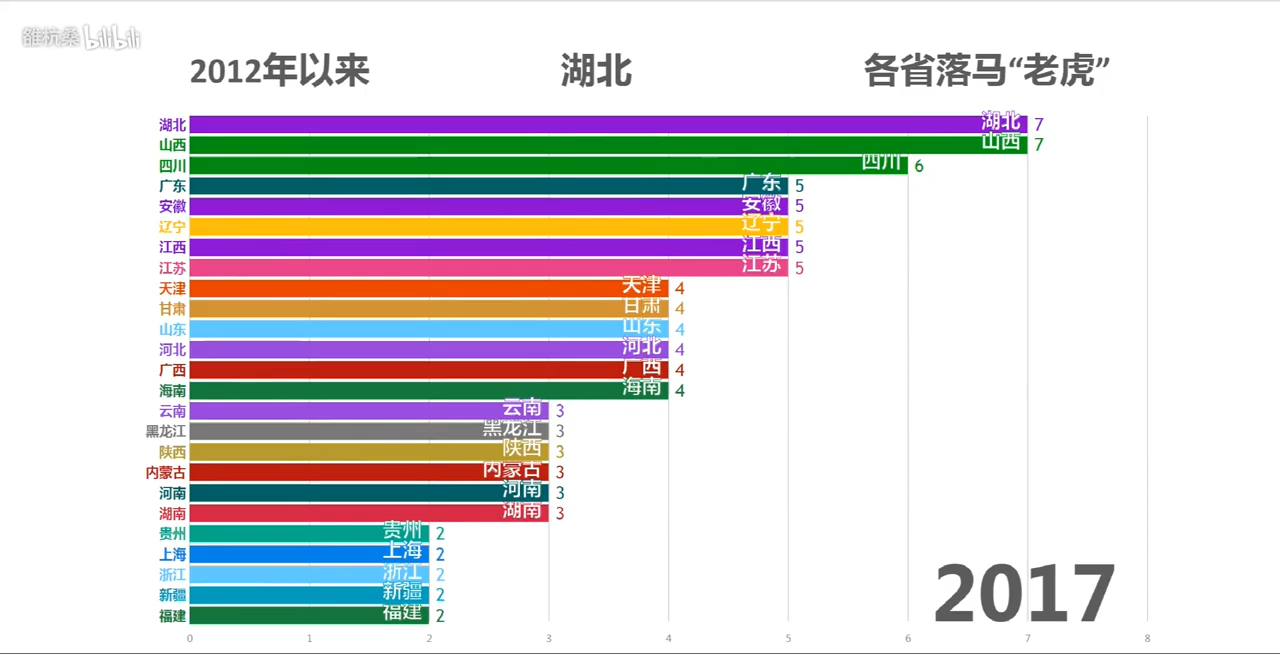 雒杭桑 bilibili
2012年以来 湖北 各省落马“老虎”
湖北 湖北 7
山西 山西 7
四川 四川 6
广东 广东 5
安徽 安徽 5
辽宁 辽宁 5
江西 江西 5
江苏 江苏 5
天津 天津 4
甘肃 甘肃 4
山东 山东 4
河北 河北 4
广西 广西 4
海南 海南 4
云南 云南 3
黑龙江 黑龙江 3
陕西 陕西 3
内蒙古 内蒙古 3
河南 河南 3
湖南 湖南 3
贵州 贵州 2
上海 上海 2
浙江 浙江 2
新疆 新疆 2
福建 福建 2
2017
0 1 2 3 4 5 6 7 8